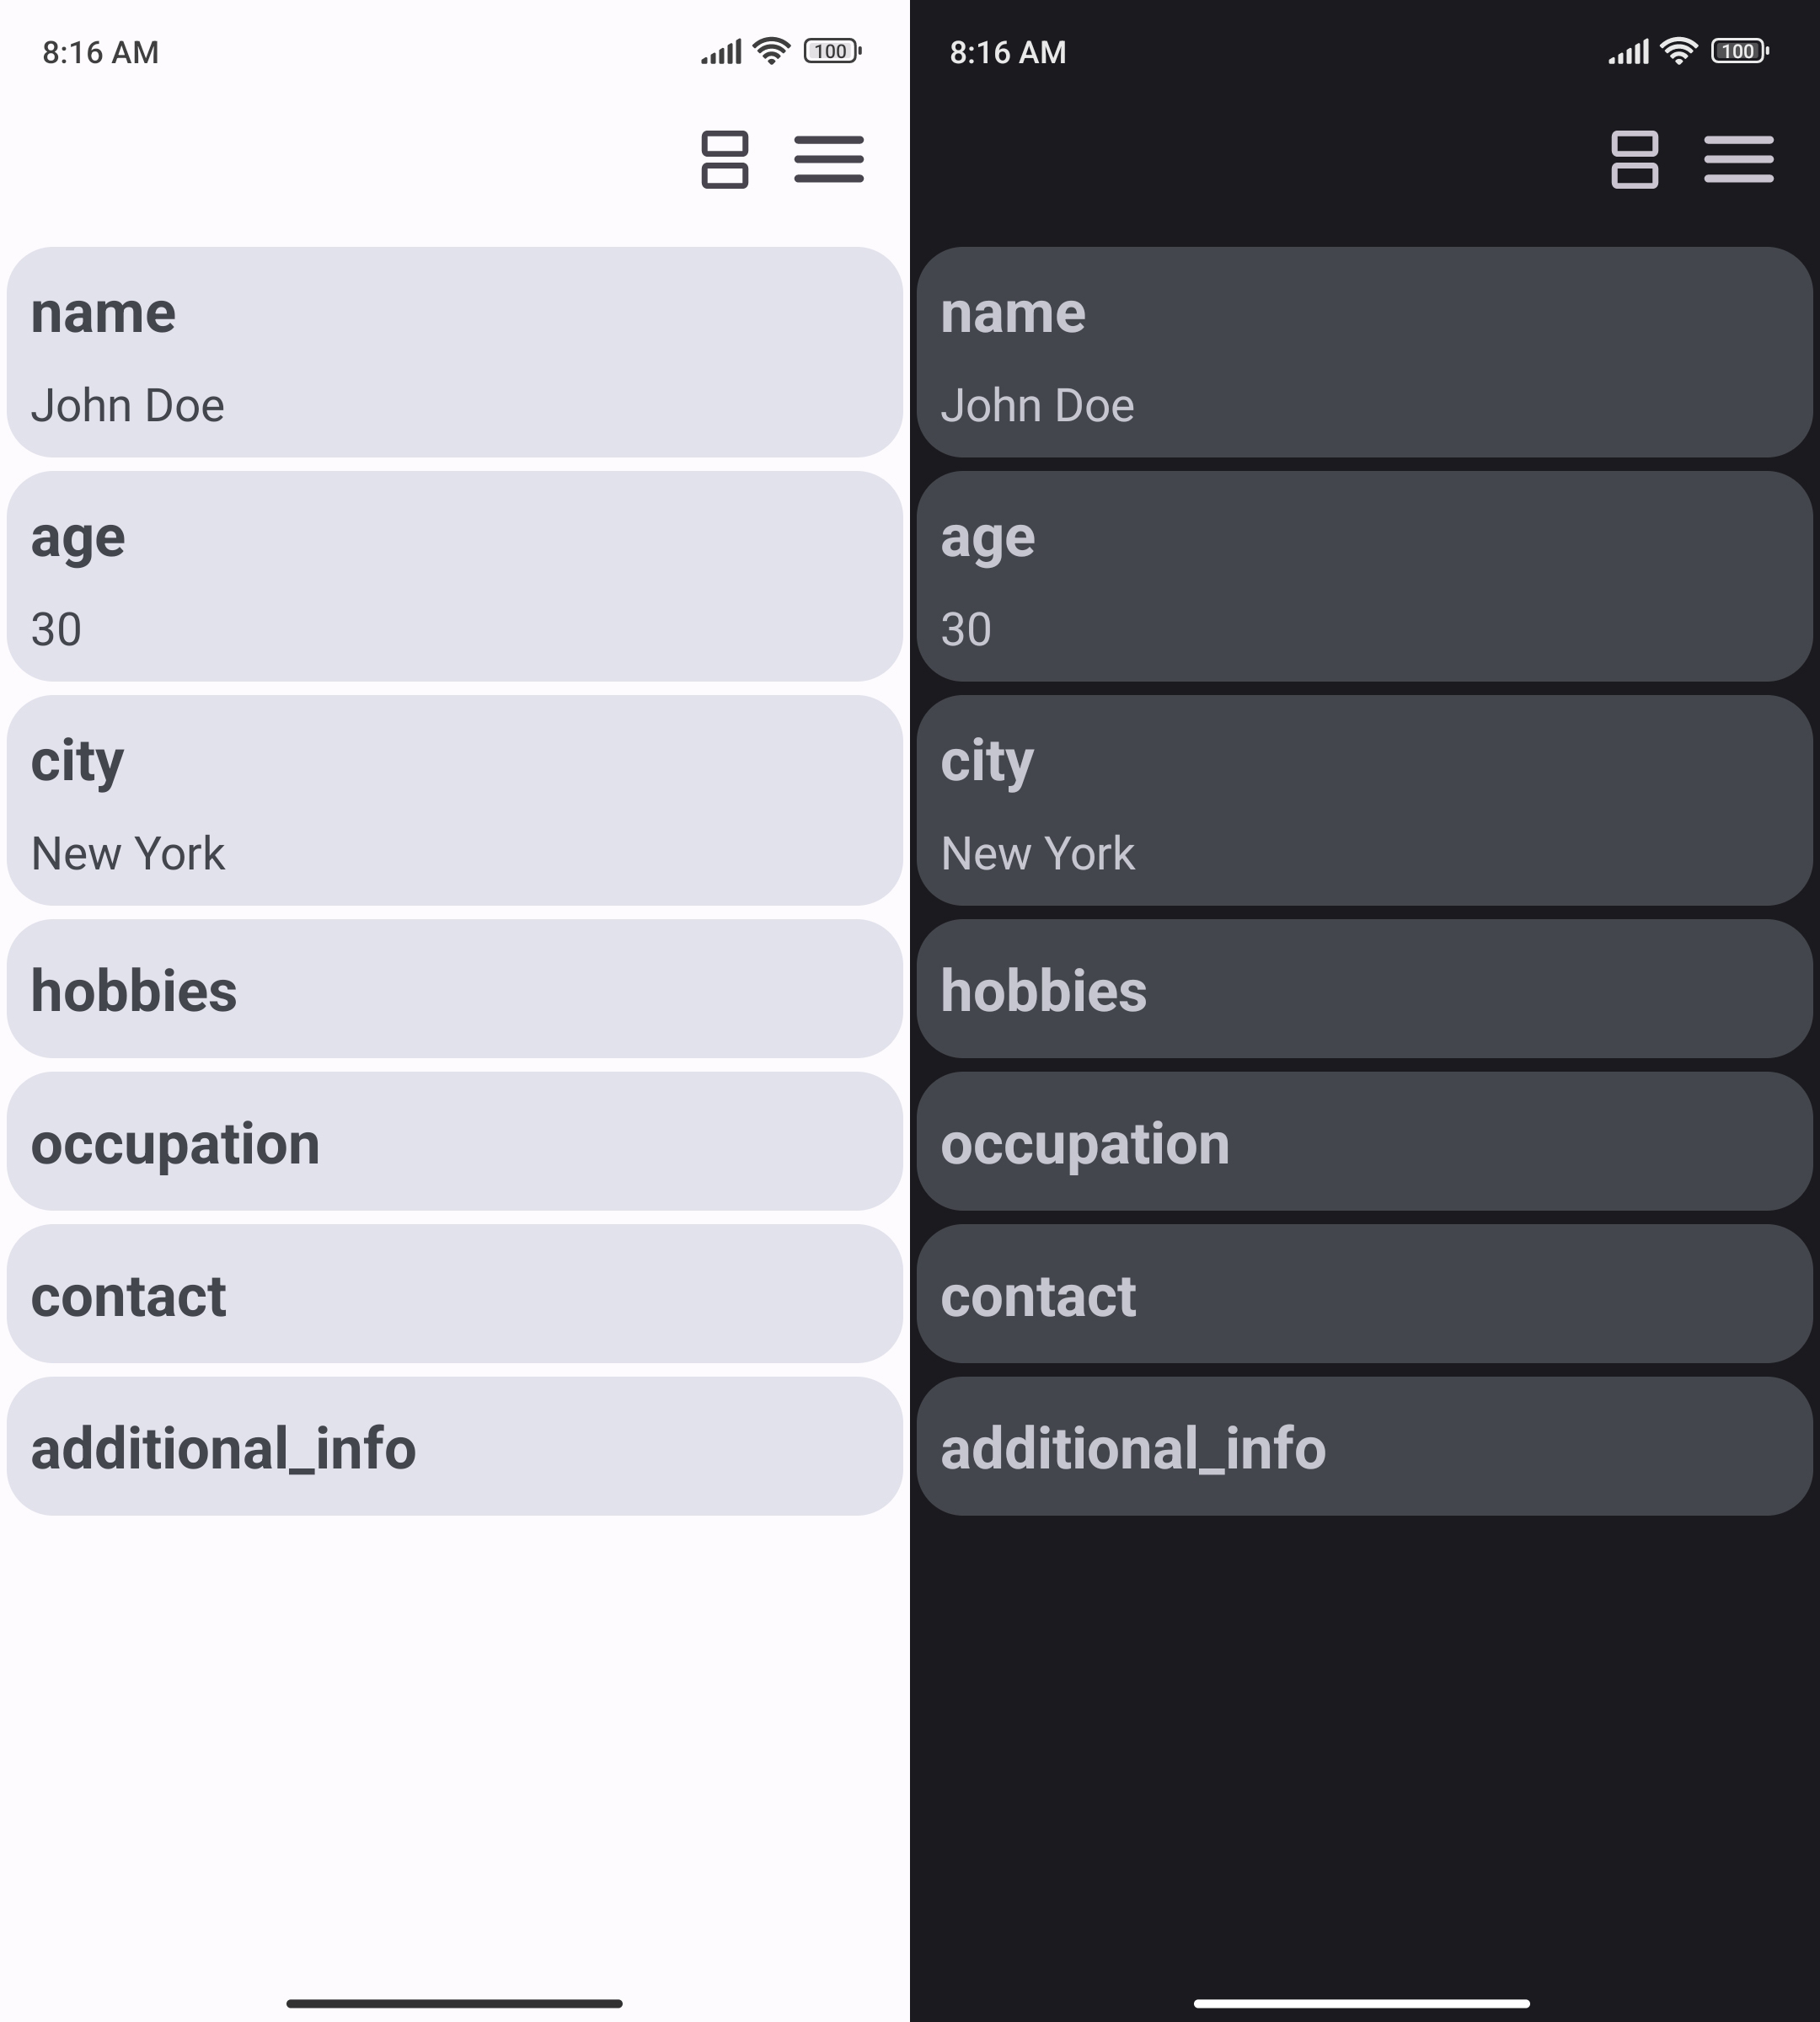 8:16 AM
100
name
John Doe
age
30
city
New York
hobbies
occupation
contact
additional_info
8:16 AM
100
name
John Doe
age
30
city
New York
hobbies
occupation
contact
additional_info